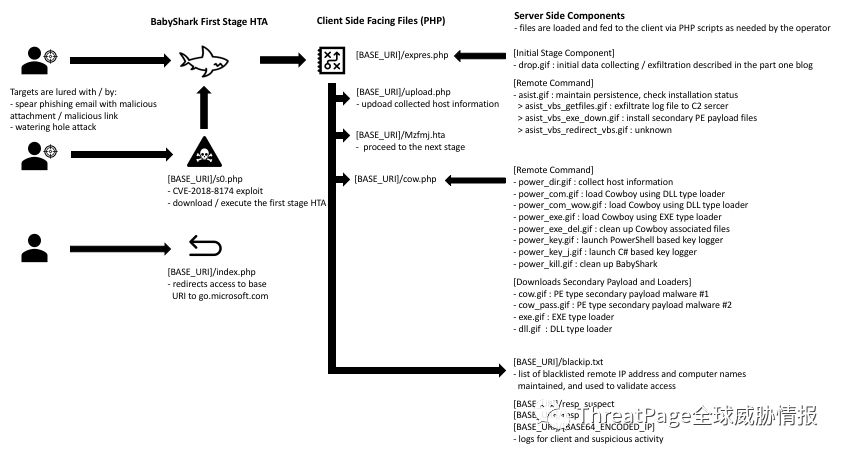 BabyShark First Stage HTA
Client Side Facing Files (PHP)
Server Side Components
- files are loaded and fed to the client via PHP scripts as needed by the operator
Targets are lured with / by:
- spear phishing email with malicious
attachment / malicious link
- watering hole attack
[BASE_URI]/s0.php
- CVE-2018-8174 exploit
- download / execute the first stage HTA
[BASE_URI]/index.php
- redirects access to base
URI to go.microsoft.com
[BASE_URI]/expres.php
[BASE_URI]/upload.php
- updoad collected host information
[BASE_URI]/Mzfmj.hta
- proceed to the next stage
[BASE_URI]/cow.php
[Initial Stage Component]
- drop.gif : initial data collecting / exfiltration described in the part one blog
[Remote Command]
- asist.gif : maintain persistence, check installation status
> asist_vbs_getfiles.gif : exfiltrate log file to C2 sercer
> asist_vbs_exe_down.gif : install secondary PE payload files
> asist_vbs_redirect_vbs.gif : unknown
[Remote Command]
- power_dir.gif : collect host information
- power_com.gif : load Cowboy using DLL type loader
- power_com_wow.gif : load Cowboy using DLL type loader
- power_exe.gif : load Cowboy using EXE type loader
- power_exe_del.gif : clean up Cowboy associated files
- power_key.gif : launch PowerShell based key logger
- power_key_j.gif : launch C# based key logger
- power_kill.gif : clean up BabyShark
[Downloads Secondary Payload and Loaders]
- cow.gif : PE type secondary payload malware #1
- cow_pass.gif : PE type secondary payload malware #2
- exe.gif : EXE type loader
- dll.gif : DLL type loader
[BASE_URI]/blackip.txt
- list of blacklisted remote IP address and computer names
maintained, and used to validate access
[BASE_URI]/resp_suspect
[BASE_
[BASE_URI]/[BASE64_ENCODED_IP]
- logs for client and suspicious activity
ThreatPage全球威胁情报